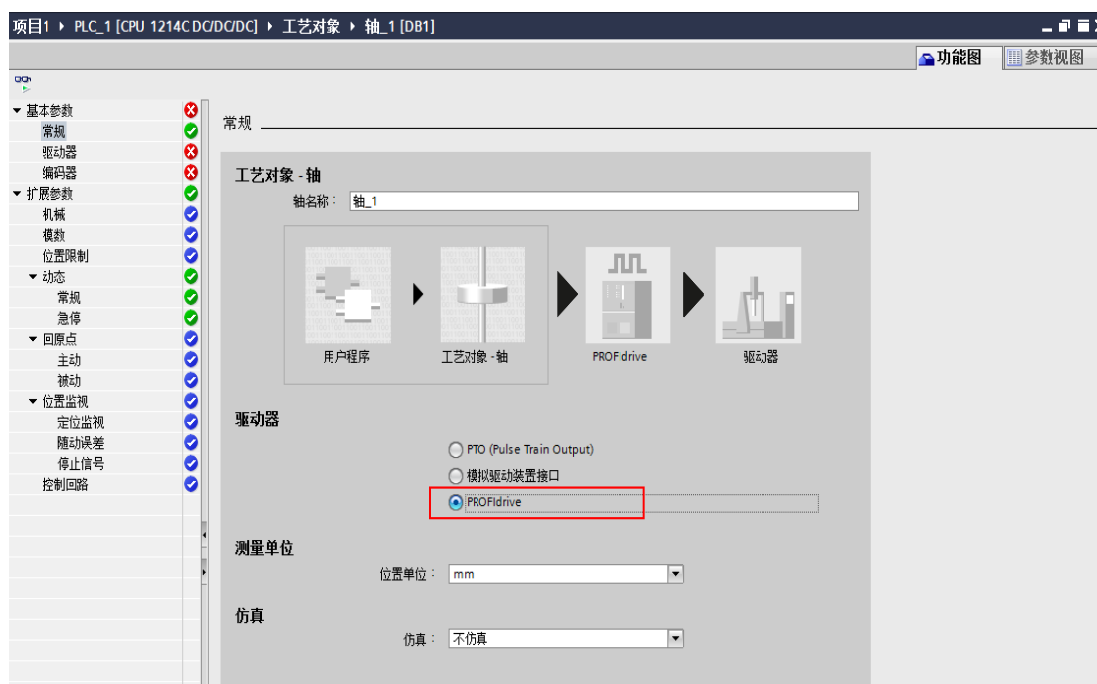 项目1 ▸ PLC_1 [CPU 1214C DC/DC/DC] ▸ 工艺对象 ▸ 轴_1 [DB1]
功能图 参数视图
基本参数
常规
驱动器
编码器
扩展参数
机械
模数
位置限制
动态
常规
急停
回原点
主动
被动
位置监视
定位监视
随动误差
停止信号
控制回路
常规
工艺对象 - 轴
轴名称: 轴_1
用户程序 工艺对象 - 轴 PROFdrive 驱动器
驱动器
PTO (Pulse Train Output)
模拟驱动装置接口
PROFIdrive
测量单位
位置单位: mm
仿真
仿真: 不仿真